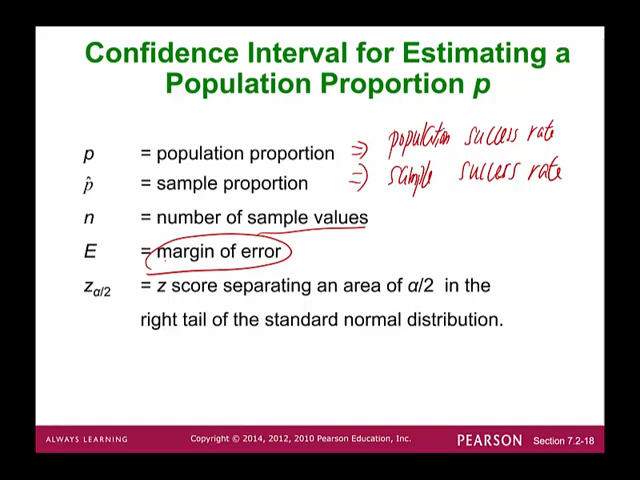 Confidence Interval for Estimating a
Population Proportion p
p = population proportion ⇒ population success rate
p̂ = sample proportion ⇒ sample success rate
n = number of sample values
E = margin of error
zα/2 = z score separating an area of α/2 in the
right tail of the standard normal distribution.
ALWAYS LEARNING Copyright © 2014, 2012, 2010 Pearson Education, Inc. PEARSON Section 7.2-18